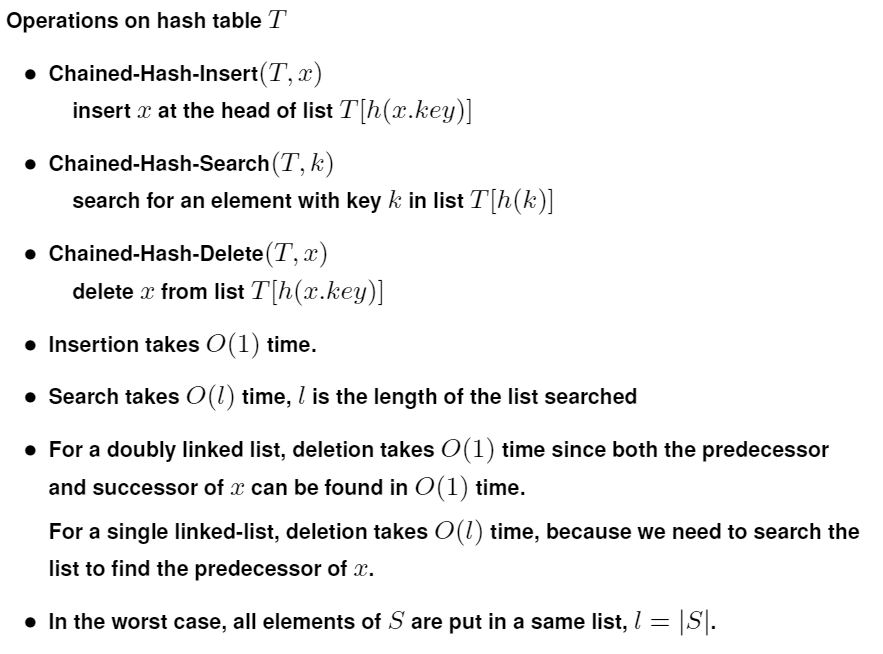 Operations on hash table T
• Chained-Hash-Insert(T, x)
insert x at the head of list T[h(x.key)]
• Chained-Hash-Search(T, k)
search for an element with key k in list T[h(k)]
• Chained-Hash-Delete(T, x)
delete x from list T[h(x.key)]
• Insertion takes O(1) time.
• Search takes O(l) time, l is the length of the list searched
• For a doubly linked list, deletion takes O(1) time since both the predecessor
and successor of x can be found in O(1) time.
For a single linked-list, deletion takes O(l) time, because we need to search the
list to find the predecessor of x.
• In the worst case, all elements of S are put in a same list, l = |S|.